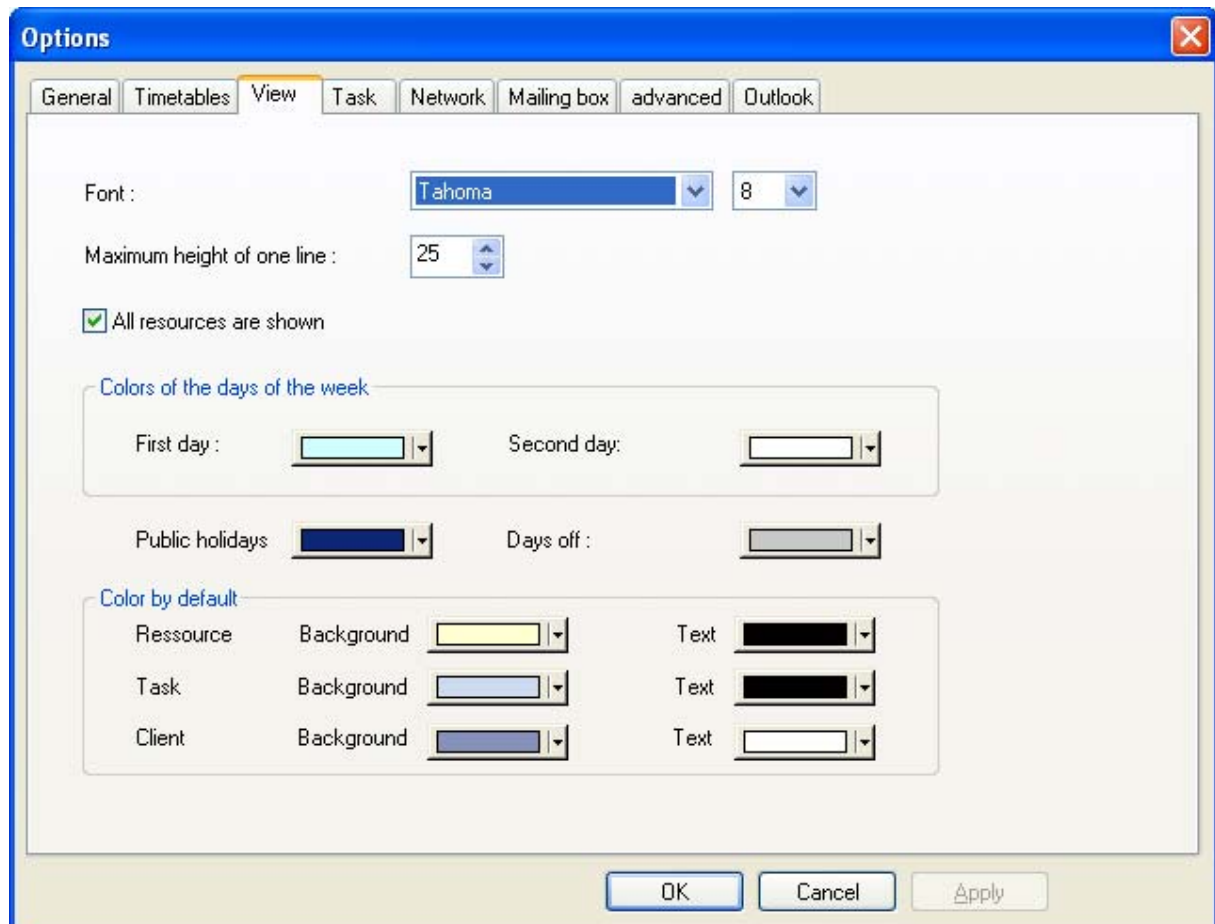 Options
General Timetables View Task Network Mailing box advanced Outlook
Font : Tahoma 8
Maximum height of one line : 25
All resources are shown
Colors of the days of the week
First day : Second day:
Public holidays Days off :
Color by default
Ressource Background Text
Task Background Text
Client Background Text
OK Cancel Apply